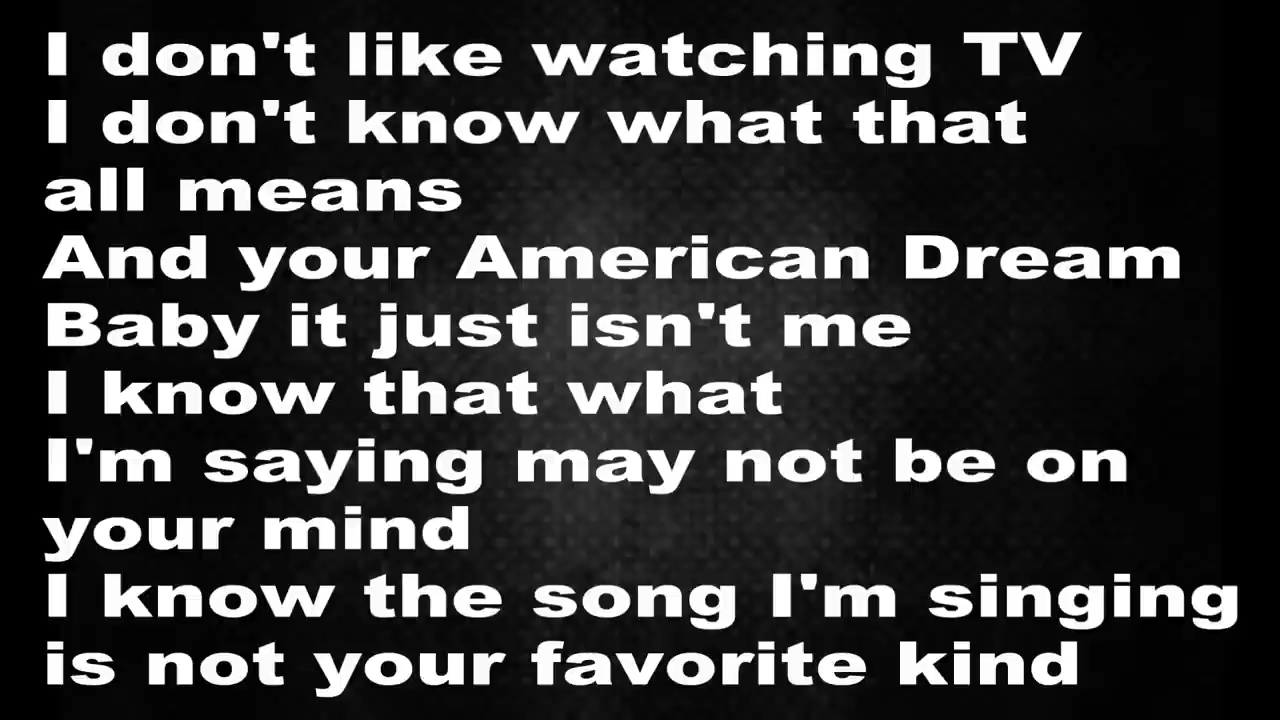 I don't like watching TV
I don't know what that
all means
And your American Dream
Baby it just isn't me
I know that what
I'm saying may not be on
your mind
I know the song I'm singing
is not your favorite kind